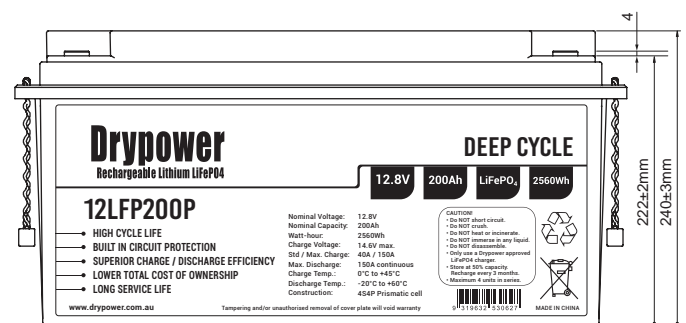 4
222±2mm
240±3mm
Drypower
Rechargeable Lithium LiFePO4
DEEP CYCLE
12.8V
200Ah
LiFePO₄
2560Wh
12LFP200P
HIGH CYCLE LIFE
BUILT IN CIRCUIT PROTECTION
SUPERIOR CHARGE / DISCHARGE EFFICIENCY
LOWER TOTAL COST OF OWNERSHIP
LONG SERVICE LIFE
Nominal Voltage: 12.8V
Nominal Capacity: 200Ah
Watt-hour: 2560Wh
Charge Voltage: 14.6V max.
Std / Max. Charge: 40A / 150A
Max. Discharge: 150A continuous
Charge Temp.: 0°C to +45°C
Discharge Temp.: -20°C to +60°C
Construction: 4S4P Prismatic cell
CAUTION!
• Do NOT short circuit.
• Do NOT crush.
• Do NOT heat or incinerate.
• Do NOT immerse in any liquid.
• Do NOT disassemble.
• Only use a Drypower approved
LiFePO4 charger.
• Store at 50% capacity.
Recharge every 3 months.
• Maximum 4 units in series.
9 319632 530627
MADE IN CHINA
www.drypower.com.au
Tampering and/or unauthorised removal of cover plate will void warranty